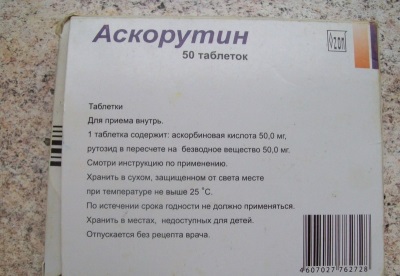 Аскорутин
50 таблеток
Ozon
Таблетки
Для приема внутрь.
1 таблетка содержит: аскорбиновая кислота 50,0 мг,
рутозид в пересчете на безводное вещество 50,0 мг.
Смотри инструкцию по применению.
Хранить в сухом, защищенном от света месте
при температуре не выше 25 °С.
По истечении срока годности не должно применяться.
Хранить в местах, недоступных для детей.
Отпускается без рецепта врача.
4607027762728